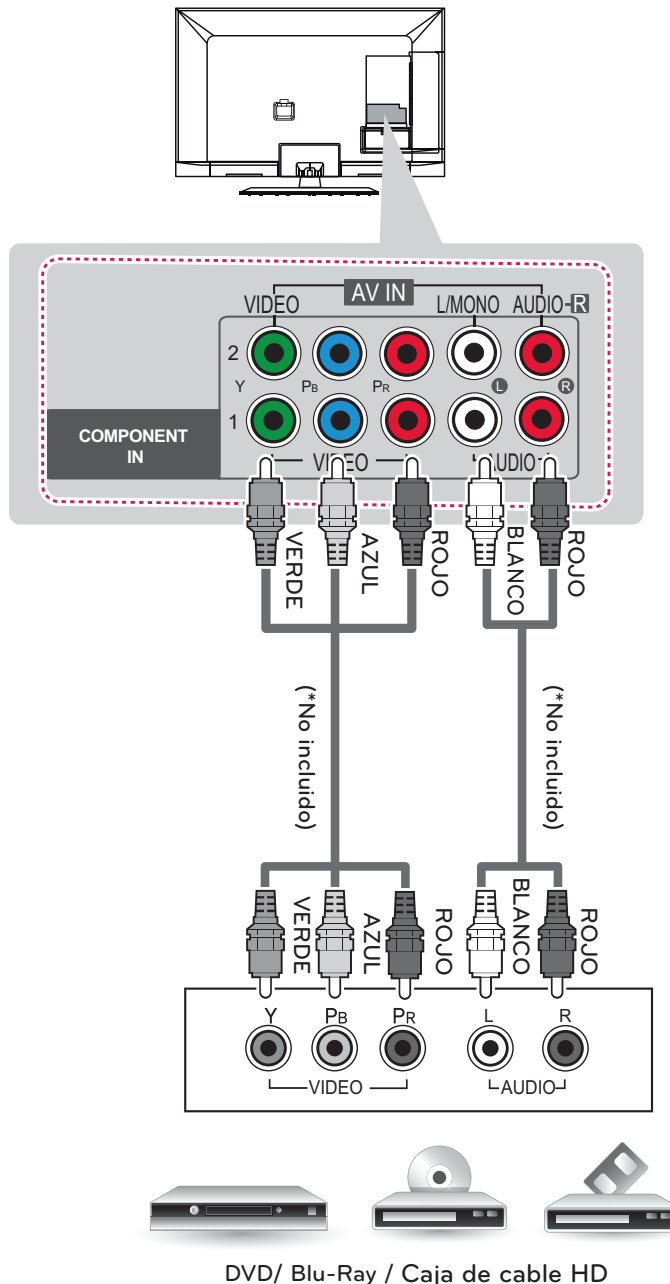 AV IN
VIDEO L/MONO AUDIO R
2
Y PB PR L R
1
COMPONENT IN
VIDEO AUDIO
VERDE AZUL ROJO BLANCO ROJO
(*No incluido) (*No incluido)
VERDE AZUL ROJO BLANCO ROJO
Y PB PR L R
VIDEO AUDIO
DVD/ Blu-Ray / Caja de cable HD